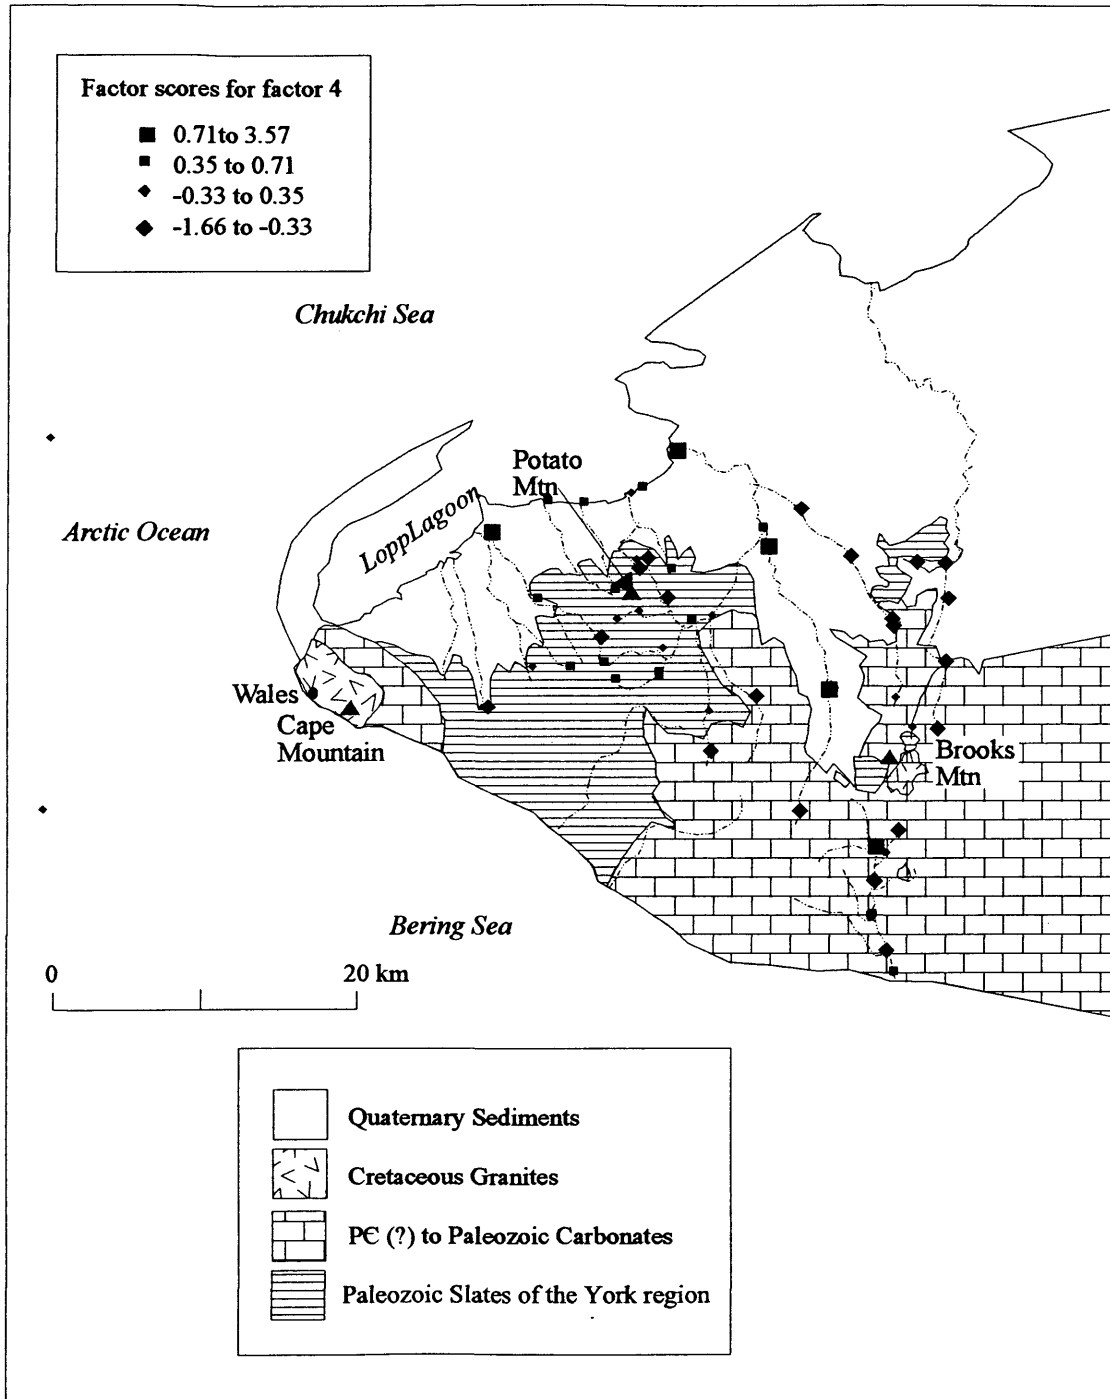 Factor scores for factor 4
0.71to 3.57
0.35 to 0.71
-0.33 to 0.35
-1.66 to -0.33
Chukchi Sea
Potato
Mtn
LoppLagoon
Arctic Ocean
Wales
Cape
Mountain
Brooks
Mtn
Bering Sea
0
20 km
Quaternary Sediments
Cretaceous Granites
PЄ (?) to Paleozoic Carbonates
Paleozoic Slates of the York region